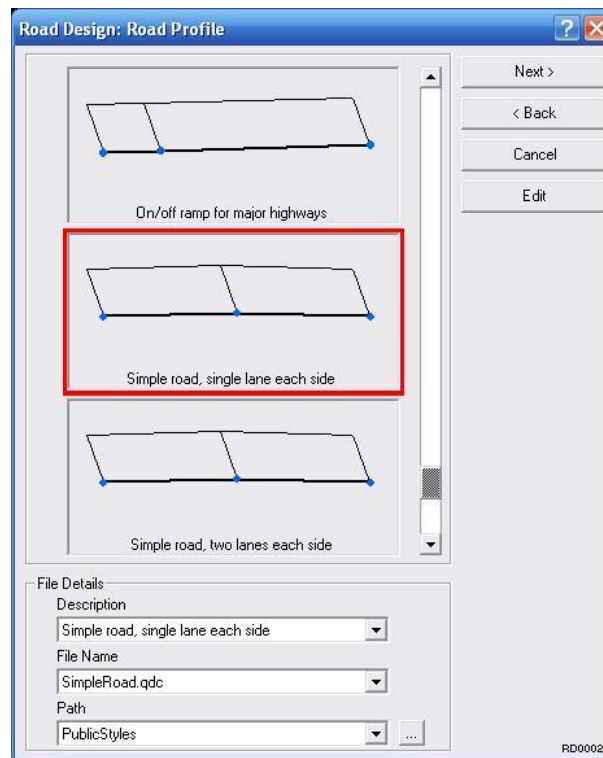 Road Design: Road Profile
On/off ramp for major highways
Simple road, single lane each side
Simple road, two lanes each side
Next >
< Back
Cancel
Edit
File Details
Description
Simple road, single lane each side
File Name
SimpleRoad.qdc
Path
PublicStyles
...
RD0002